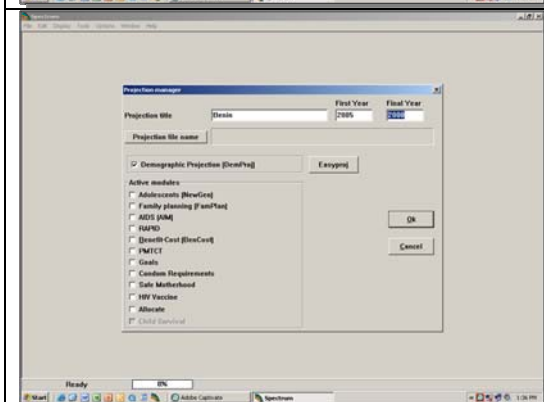 Spectrum
File Edit Display Tools Options Window Help
Projection manager
First Year Final Year
Projection title Benin 2005
Projection file name
Demographic Projection (DemProj) Easyproj
Active modules
Adolescents (NewGen)
Family planning (FamPlan)
AIDS (AIM)
RAPID
Benefit-Cost (BenCost)
PMTCT
Goals
Condom Requirements
Safe Motherhood
HIV Vaccine
Allocate
Child Survival
Ok
Cancel
Ready 0%
Start Adobe Captivate Spectrum 1:36 PM